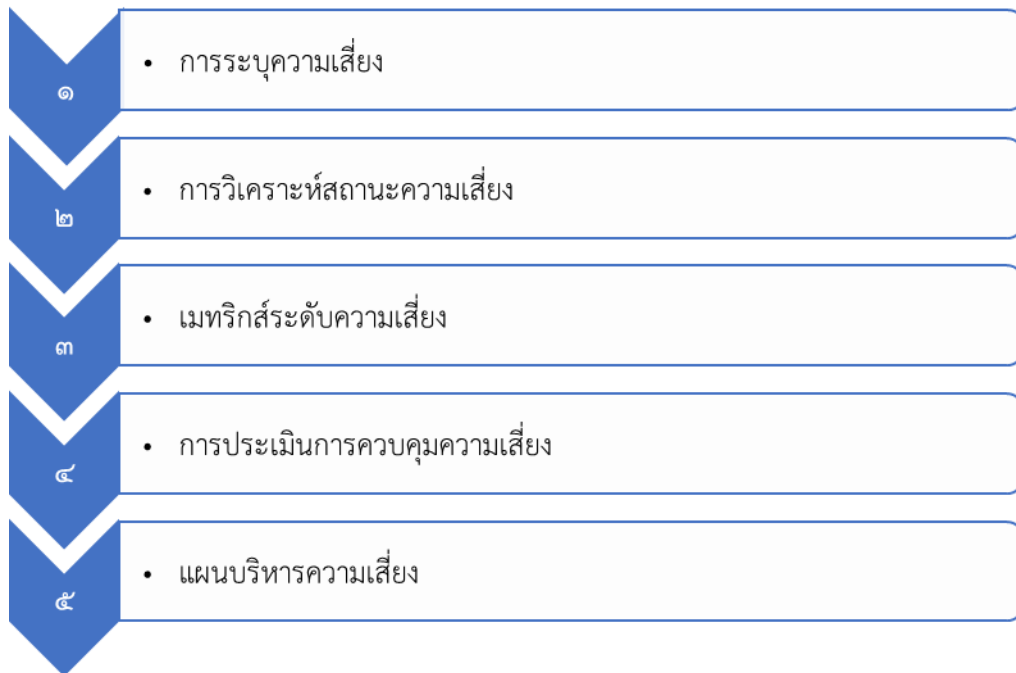 ๑
• การระบุความเสี่ยง
๒
• การวิเคราะห์สถานะความเสี่ยง
๓
• เมทริกส์ระดับความเสี่ยง
๔
• การประเมินการควบคุมความเสี่ยง
๕
• แผนบริหารความเสี่ยง